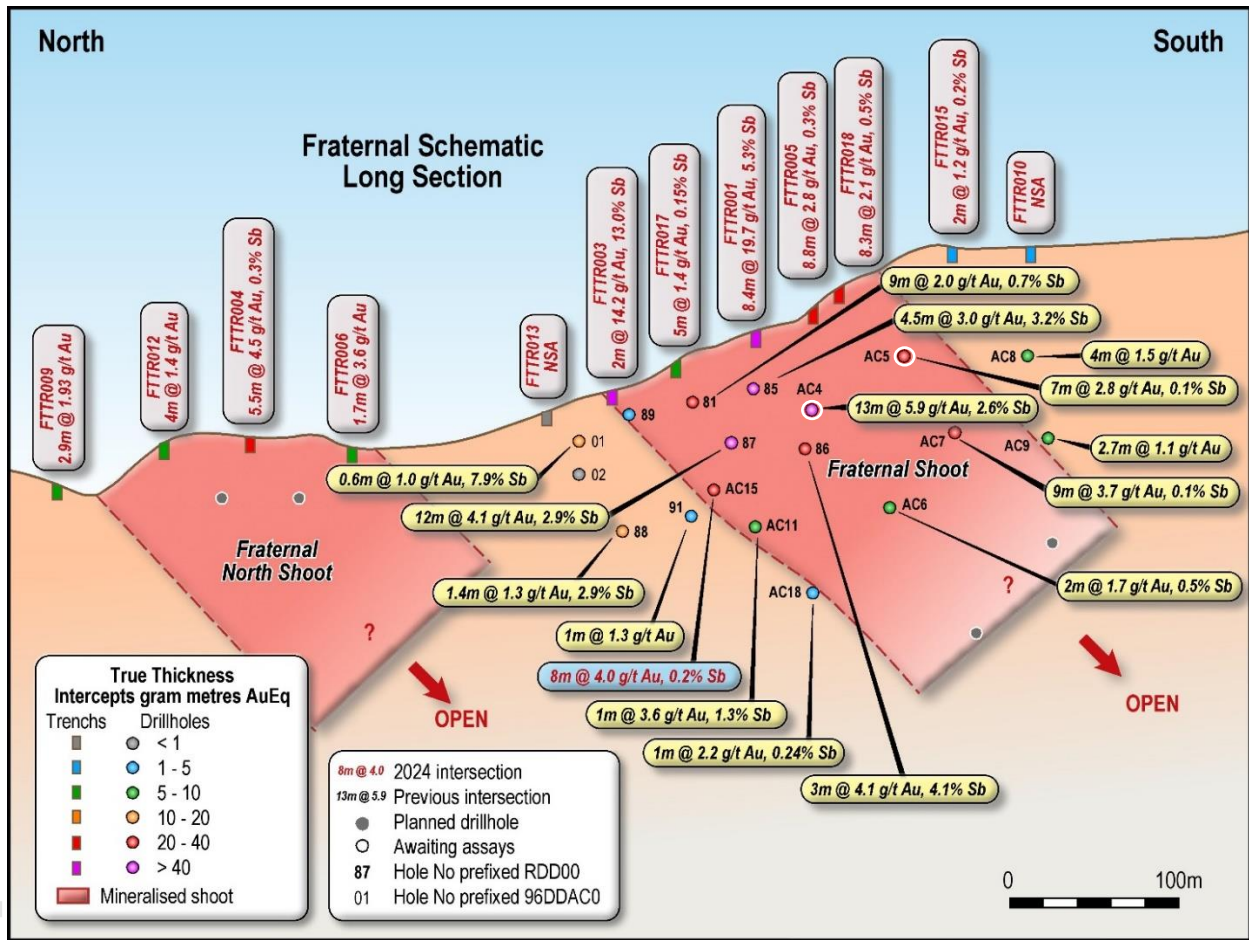 North
South
Fraternal Schematic
Long Section
FTTR009
2.9m @ 1.93 g/t Au
FTTR012
4m @ 1.4 g/t Au
FTTR004
5.5m @ 4.5 g/t Au, 0.3% Sb
FTTR006
1.7m @ 3.6 g/t Au
FTTR013
NSA
FTTR003
2m @ 14.2 g/t Au, 13.0% Sb
FTTR017
5m @ 1.4 g/t Au, 0.15% Sb
FTTR001
8.4m @ 19.7 g/t Au, 5.3% Sb
FTTR005
8.8m @ 2.8 g/t Au, 0.3% Sb
FTTR018
8.3m @ 2.1 g/t Au, 0.5% Sb
FTTR015
2m @ 1.2 g/t Au, 0.2% Sb
FTTR010
NSA
9m @ 2.0 g/t Au, 0.7% Sb
4.5m @ 3.0 g/t Au, 3.2% Sb
AC5
AC8
4m @ 1.5 g/t Au
7m @ 2.8 g/t Au, 0.1% Sb
85
AC4
81
89
13m @ 5.9 g/t Au, 2.6% Sb
01
87
86
AC7
AC9
2.7m @ 1.1 g/t Au
Fraternal Shoot
02
0.6m @ 1.0 g/t Au, 7.9% Sb
AC15
9m @ 3.7 g/t Au, 0.1% Sb
12m @ 4.1 g/t Au, 2.9% Sb
91
AC6
88
AC11
Fraternal
North Shoot
1.4m @ 1.3 g/t Au, 2.9% Sb
AC18
?
2m @ 1.7 g/t Au, 0.5% Sb
?
1m @ 1.3 g/t Au
8m @ 4.0 g/t Au, 0.2% Sb
OPEN
OPEN
1m @ 3.6 g/t Au, 1.3% Sb
1m @ 2.2 g/t Au, 0.24% Sb
3m @ 4.1 g/t Au, 4.1% Sb
True Thickness
Intercepts gram metres AuEq
Trenchs Drillholes
< 1
1 - 5
5 - 10
10 - 20
20 - 40
> 40
Mineralised shoot
8m @ 4.0 2024 intersection
13m @ 5.9 Previous intersection
Planned drillhole
Awaiting assays
87 Hole No prefixed RDD00
01 Hole No prefixed 96DDAC0
0 100m